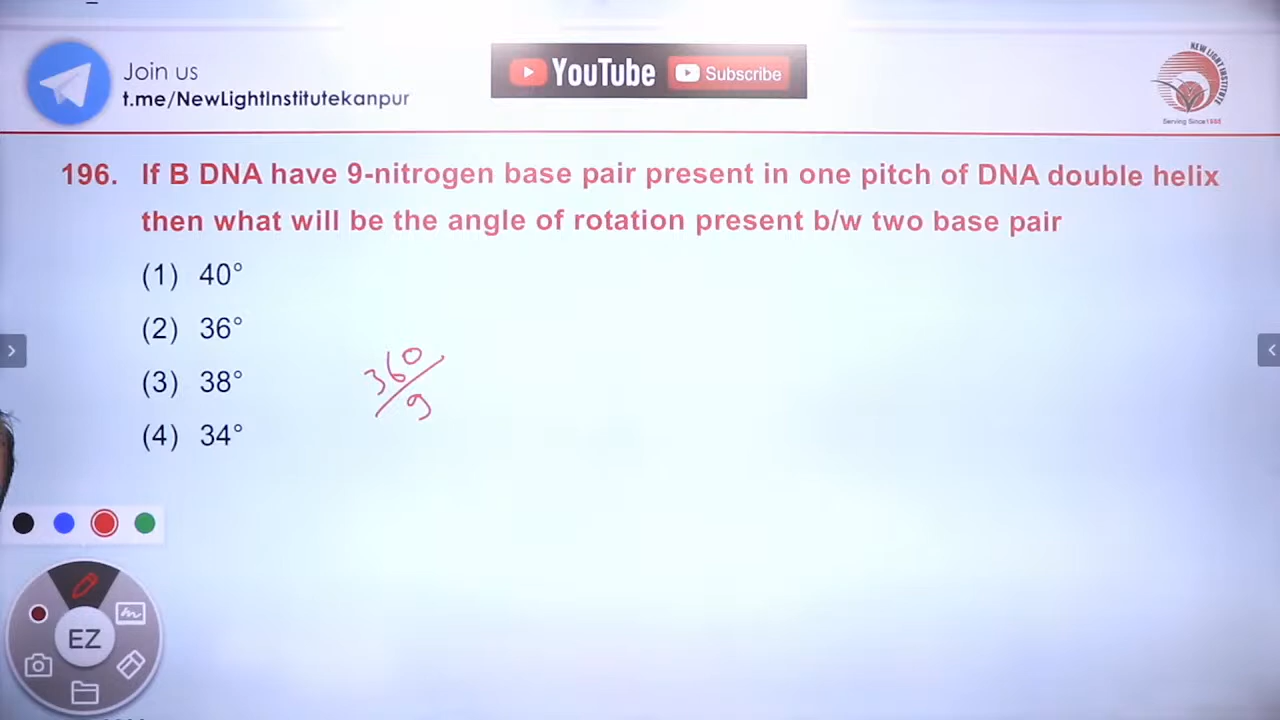 Join us
t.me/NewLightInstitutekanpur
YouTube Subscribe
NEW LIGHT INSTITUTE
Serving Since1986
196. If B DNA have 9-nitrogen base pair present in one pitch of DNA double helix
then what will be the angle of rotation present b/w two base pair
(1) 40°
(2) 36°
(3) 38°
(4) 34°
360/9
EZ